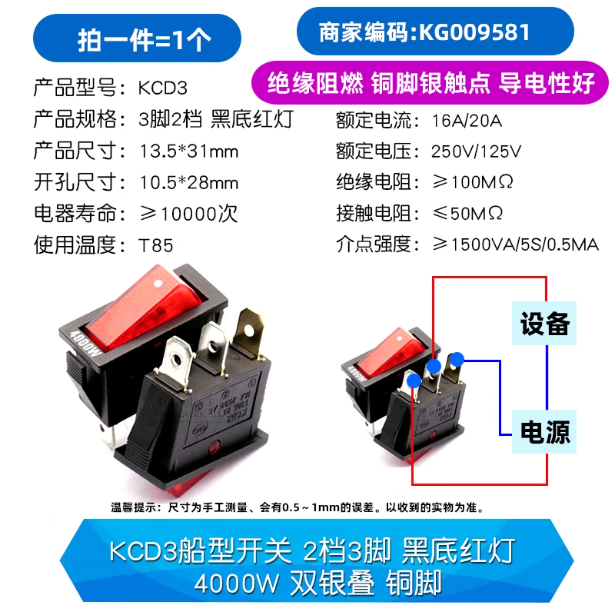 拍一件=1个
商家编码:KG009581
绝缘阻燃 铜脚银触点 导电性好
产品型号: KCD3
产品规格: 3脚2档 黑底红灯
产品尺寸: 13.5*31mm
开孔尺寸: 10.5*28mm
电器寿命: ≥10000次
使用温度: T85
额定电流: 16A/20A
额定电压: 250V/125V
绝缘电阻: ≥100MΩ
接触电阻: ≤50MΩ
介点强度: ≥1500VA/5S/0.5MA
4000W
4000W
设备
电源
温馨提示: 尺寸为手工测量、会有0.5~1mm的误差。以收到的实物为准。
KCD3船型开关 2档3脚 黑底红灯
4000W 双银叠 铜脚